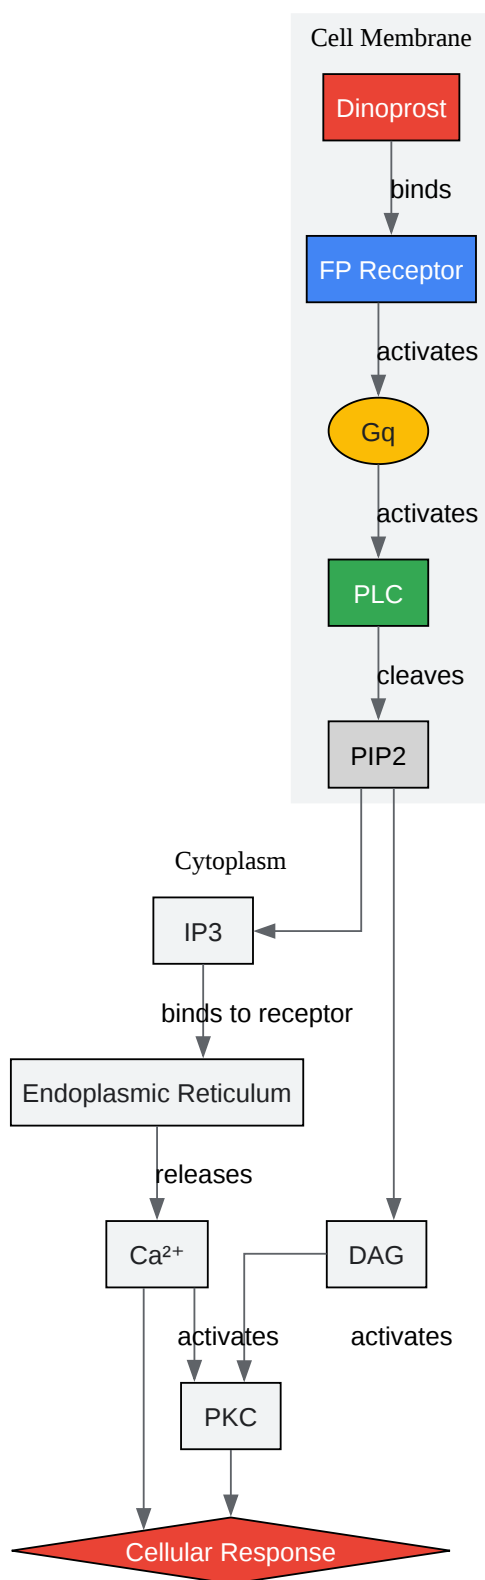 Cell Membrane
Dinoprost
binds
FP Receptor
activates
Gq
activates
PLC
cleaves
PIP2
Cytoplasm
IP3
binds to receptor
Endoplasmic Reticulum
releases
Ca²⁺
DAG
activates
activates
PKC
Cellular Response